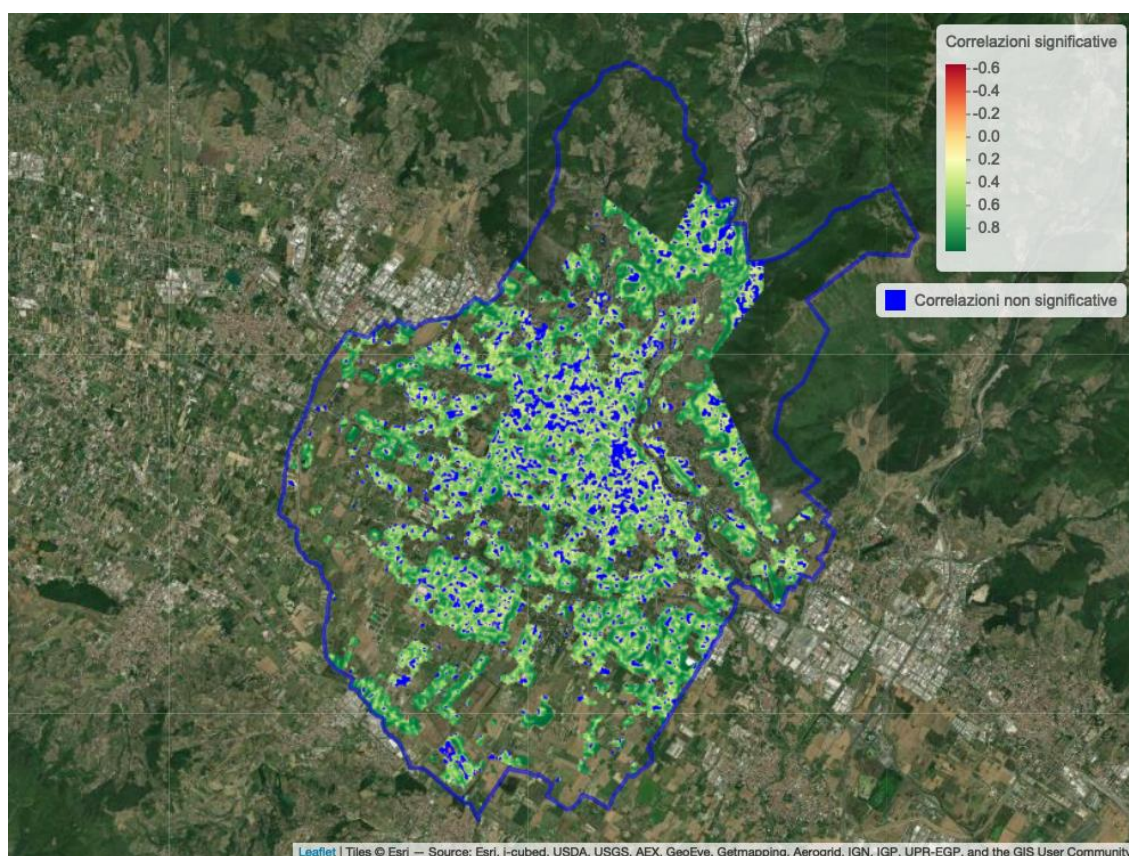 Correlazioni significative
-0.6
-0.4
-0.2
0.0
0.2
0.4
0.6
0.8
Correlazioni non significative
Leaflet | Tiles © Esri — Source: Esri, i-cubed, USDA, USGS, AEX, GeoEye, Getmapping, Aerogrid, IGN, IGP, UPR-EGP, and the GIS User Community